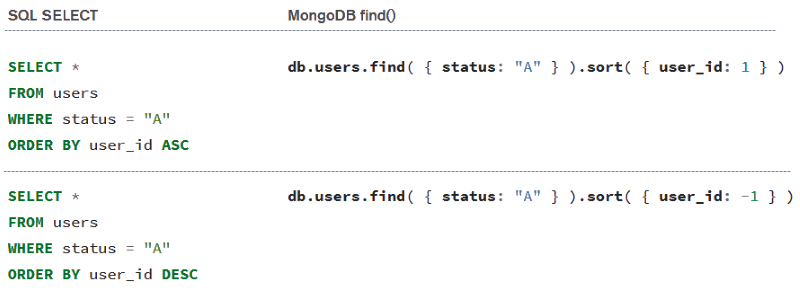 SQL SELECT MongoDB find()
SELECT * db.users.find( { status: "A" } ).sort( { user_id: 1 } )
FROM users
WHERE status = "A"
ORDER BY user_id ASC
SELECT * db.users.find( { status: "A" } ).sort( { user_id: -1 } )
FROM users
WHERE status = "A"
ORDER BY user_id DESC